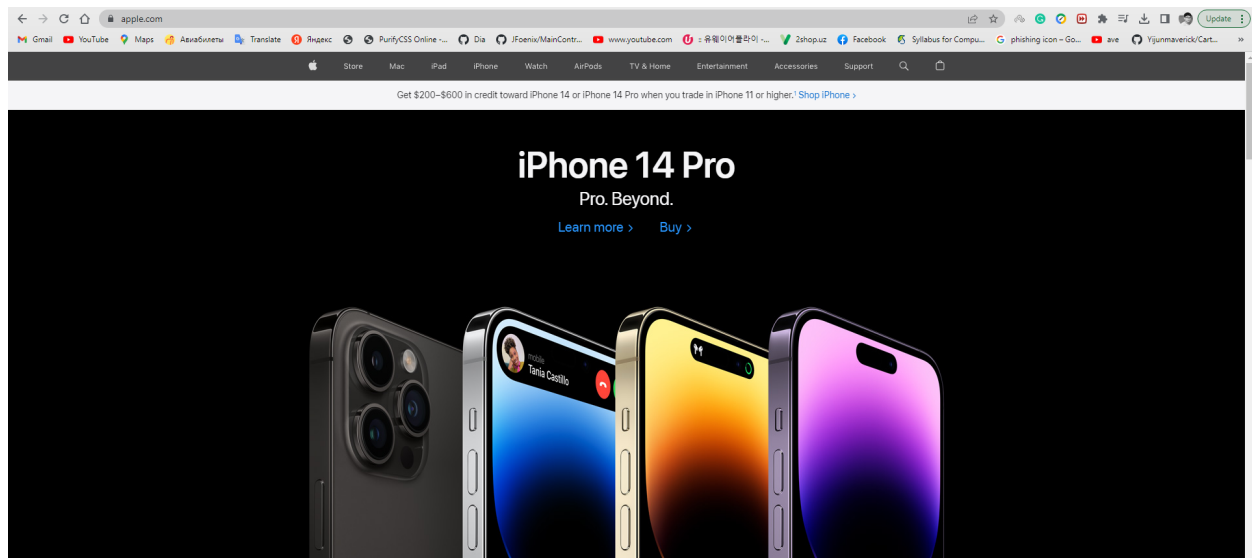 apple.com
Update
Gmail YouTube Maps Авиабилеты Translate Яндекс PurifyCSS Online -... Dia JFoenix/MainContr... www.youtube.com : 유웨이어플라이 -... 2shop.uz Facebook Syllabus for Compu... phishing icon – Go... ave Yijunmaverick/Cart... »
Store Mac iPad iPhone Watch AirPods TV & Home Entertainment Accessories Support
Get $200–$600 in credit toward iPhone 14 or iPhone 14 Pro when you trade in iPhone 11 or higher.¹ Shop iPhone >
iPhone 14 Pro
Pro. Beyond.
Learn more > Buy >
mobile
Tania Castillo